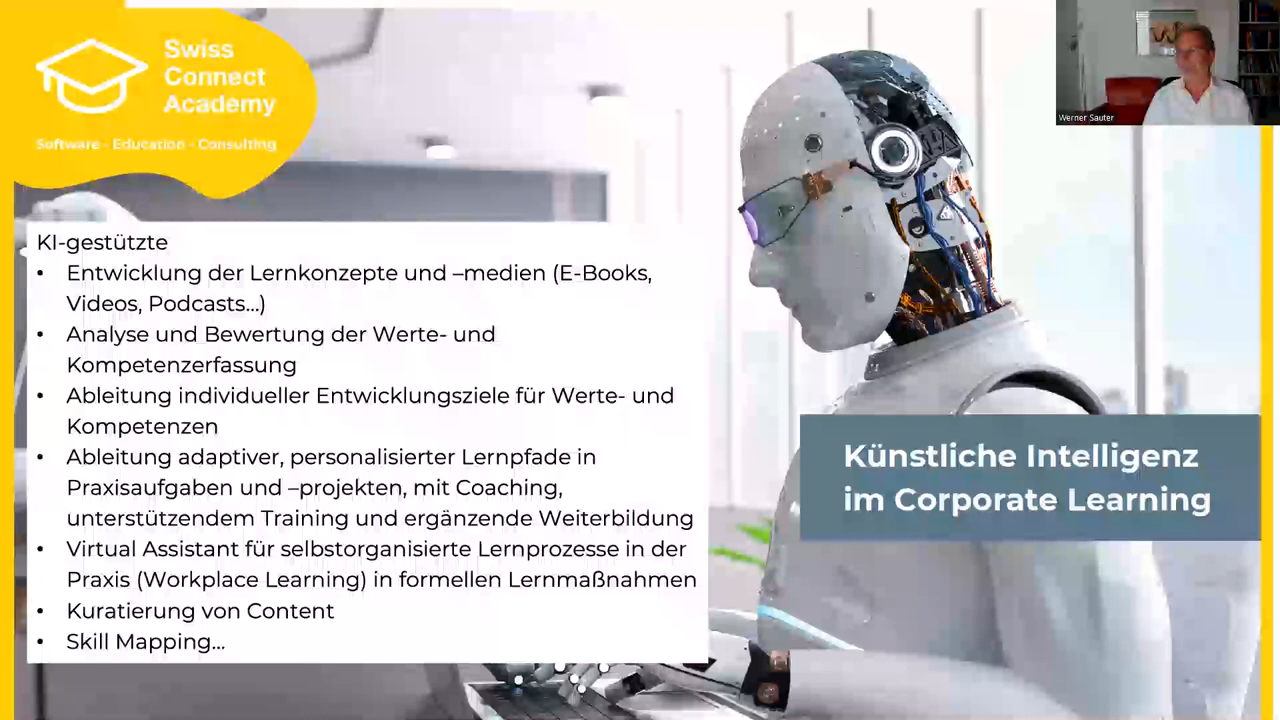 Swiss
Connect
Academy
Software - Education - Consulting
Werner Sauter
KI-gestützte
• Entwicklung der Lernkonzepte und –medien (E-Books,
Videos, Podcasts…)
• Analyse und Bewertung der Werte- und
Kompetenzerfassung
• Ableitung individueller Entwicklungsziele für Werte- und
Kompetenzen
• Ableitung adaptiver, personalisierter Lernpfade in
Praxisaufgaben und –projekten, mit Coaching,
unterstützendem Training und ergänzende Weiterbildung
• Virtual Assistant für selbstorganisierte Lernprozesse in der
Praxis (Workplace Learning) in formellen Lernmaßnahmen
• Kuratierung von Content
• Skill Mapping…
Künstliche Intelligenz
im Corporate Learning